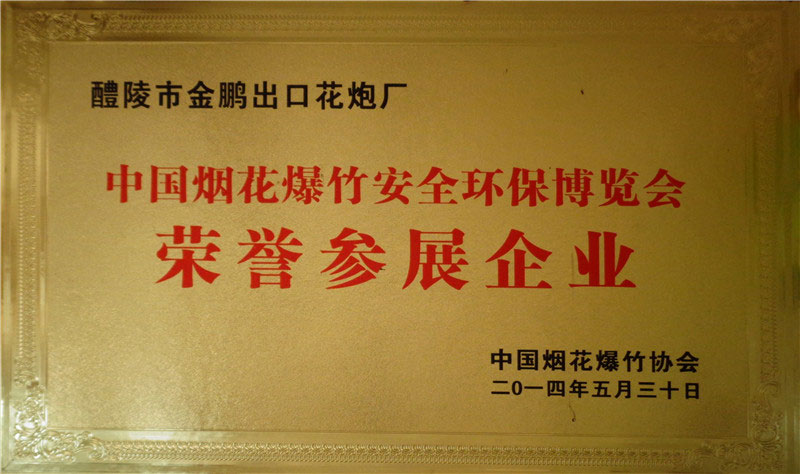 醴陵市金鹏出口花炮厂
中国烟花爆竹安全环保博览会
荣誉参展企业
中国烟花爆竹协会
二0一四年五月三十日